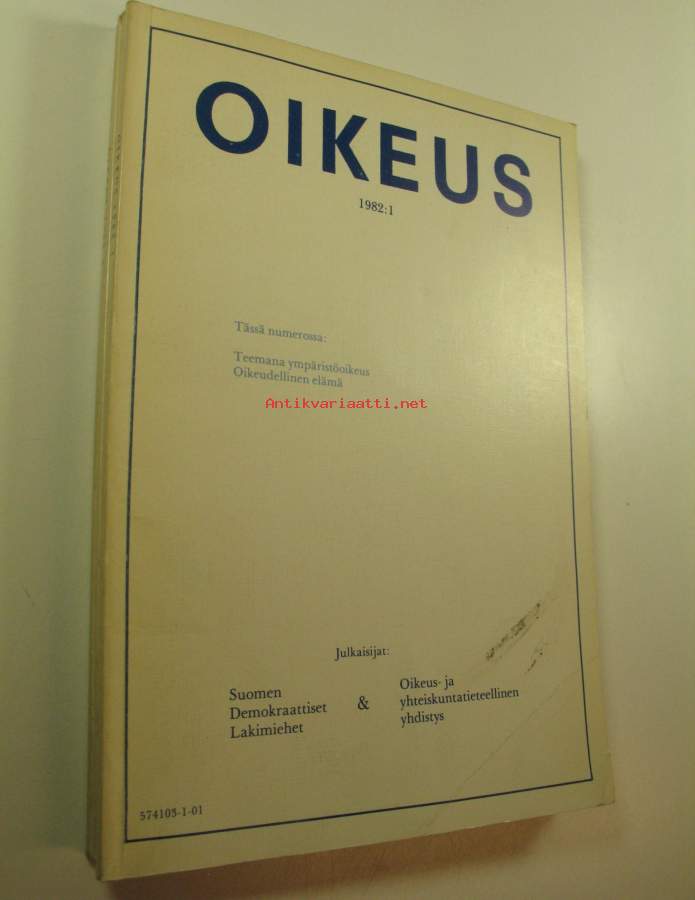 OIKEUS
1982:1
Tässä numerossa:
Teemana ympäristöoikeus
Oikeudellinen elämä
Antikvariaatti.net
Julkaisijat:
Suomen
Demokraattiset
Lakimiehet
&
Oikeus- ja
yhteiskuntatieteellinen
yhdistys
574103-1-01